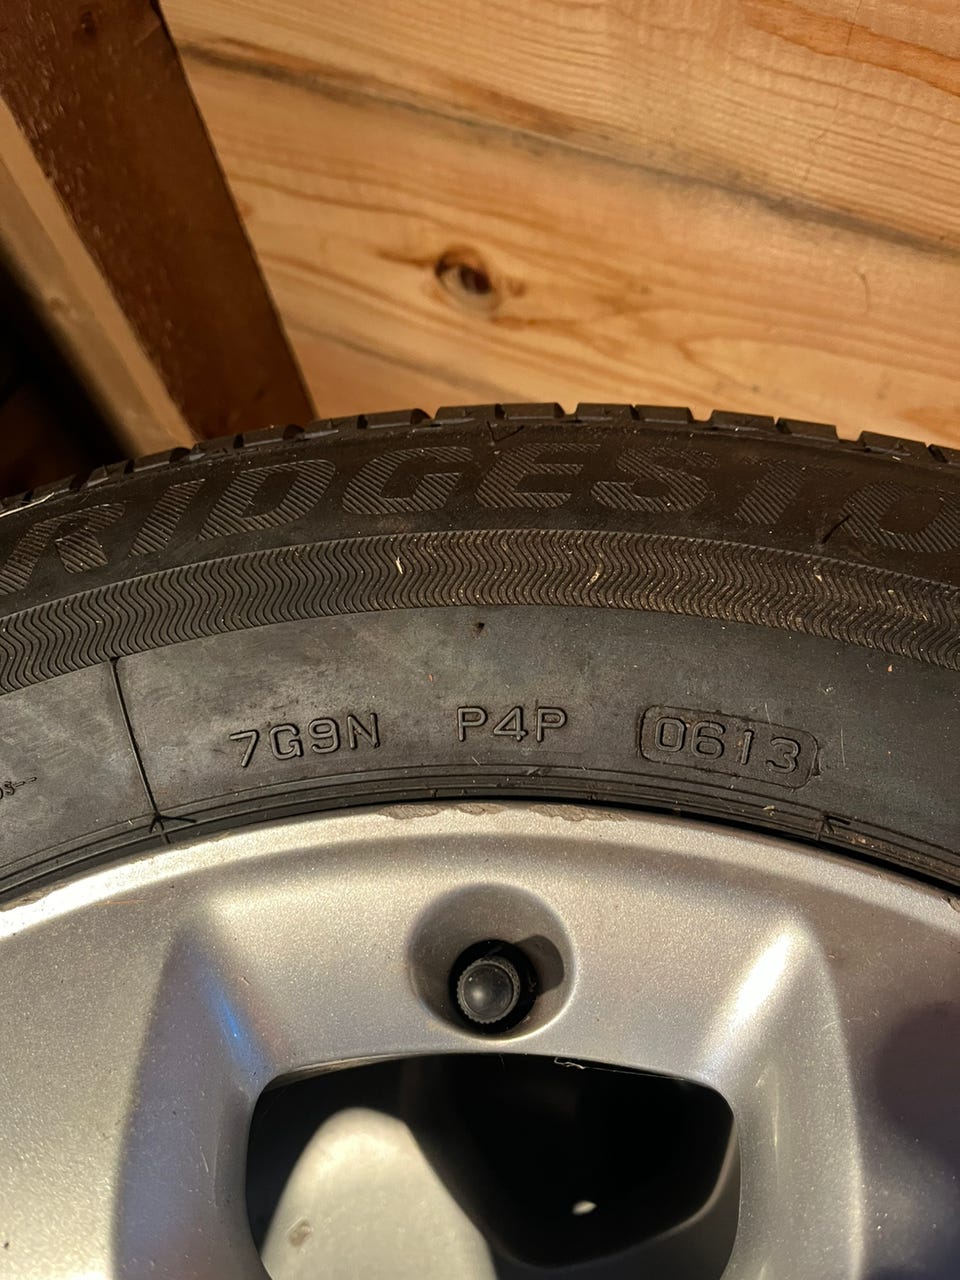 RIDGESTO
7G9N P4P 0613